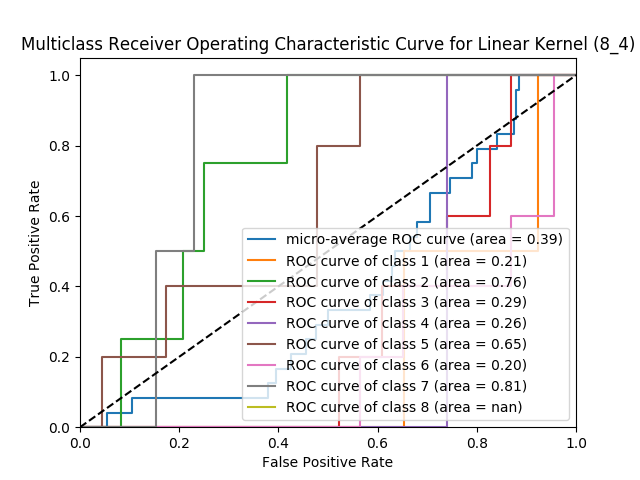 Multiclass Receiver Operating Characteristic Curve for Linear Kernel (8_4)
1.0
0.8
0.6
0.4
0.2
0.0
True Positive Rate
micro-average ROC curve (area = 0.39)
ROC curve of class 1 (area = 0.21)
ROC curve of class 2 (area = 0.76)
ROC curve of class 3 (area = 0.29)
ROC curve of class 4 (area = 0.26)
ROC curve of class 5 (area = 0.65)
ROC curve of class 6 (area = 0.20)
ROC curve of class 7 (area = 0.81)
ROC curve of class 8 (area = nan)
0.0 0.2 0.4 0.6 0.8 1.0
False Positive Rate